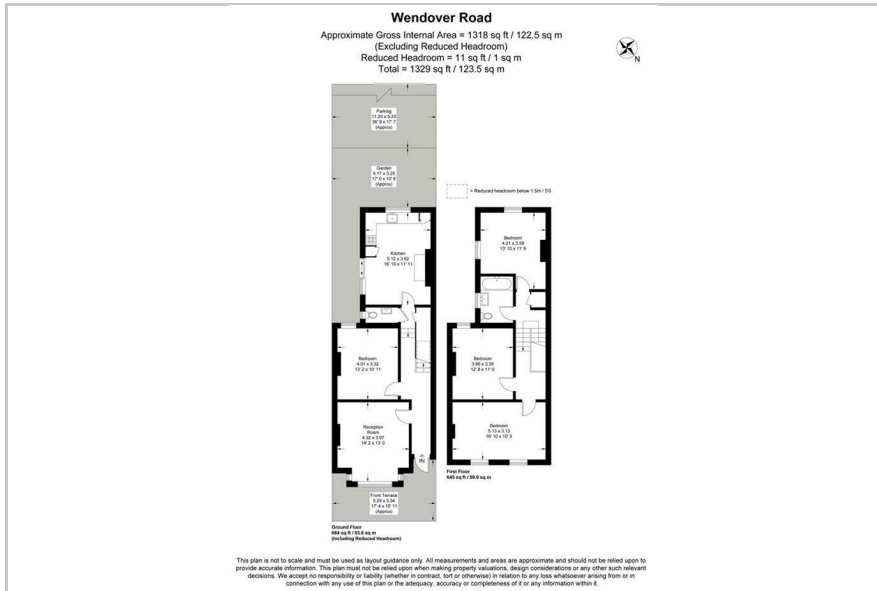 Wendover Road
Approximate Gross Internal Area = 1318 sq ft / 122.5 sq m
(Excluding Reduced Headroom)
Reduced Headroom = 11 sq ft / 1 sq m
Total = 1329 sq ft / 123.5 sq m
N
Parking
11.20 x 5.20
36' 9 x 17' 7
(Approx)
Garden
5.17 x 3.25
17' 0 x 10' 8
(Approx)
= Reduced headroom below 1.5m / 5'0
Kitchen
5.12 x 3.62
16' 10 x 11' 11
Bedroom
4.21 x 3.59
13' 10 x 11' 9
Bedroom
4.01 x 3.32
13' 2 x 10' 11
Bedroom
3.86 x 3.35
12' 8 x 11' 0
Reception
Room
4.32 x 3.97
14' 2 x 13' 0
Bedroom
5.13 x 3.13
16' 10 x 10' 3
IN
First Floor
645 sq ft / 59.9 sq m
Front Terrace
5.29 x 3.34
17' 4 x 10' 11
(Approx)
Ground Floor
684 sq ft / 63.5 sq m
(Including Reduced Headroom)
This plan is not to scale and must be used as layout guidance only. All measurements and areas are approximate and should not be relied upon to
provide accurate information. This plan must not be relied upon when making property valuations, design considerations or any other such relevant
decisions. We accept no responsibility or liability (whether in contract, tort or otherwise) in relation to any loss whatsoever arising from or in
connection with any use of this plan or the adequacy, accuracy or completeness of it or any information within it.